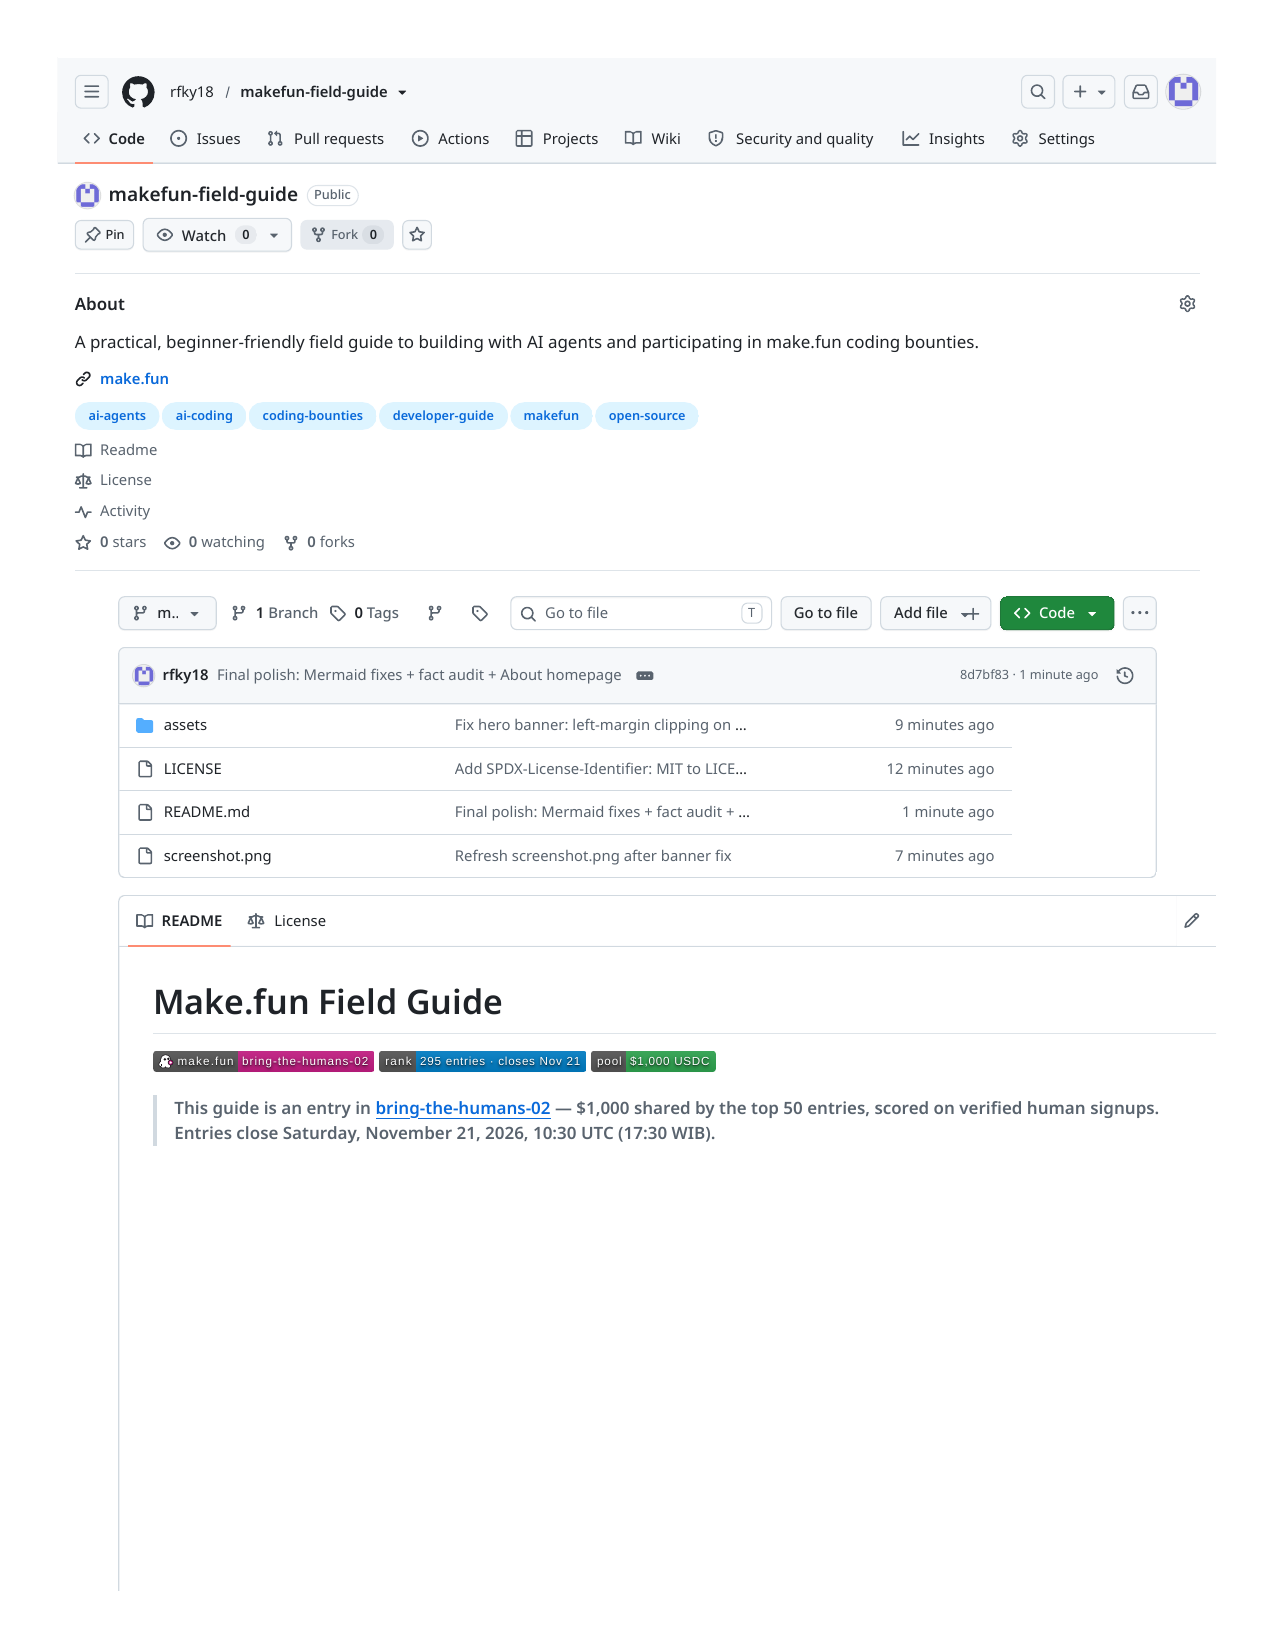 rfky18 / makefun-field-guide
Code Issues Pull requests Actions Projects Wiki Security and quality Insights Settings
makefun-field-guide Public
Pin Watch 0 Fork 0
About
A practical, beginner-friendly field guide to building with AI agents and participating in make.fun coding bounties.
make.fun
ai-agents ai-coding coding-bounties developer-guide makefun open-source
Readme
License
Activity
0 stars 0 watching 0 forks
m.. 1 Branch 0 Tags Go to file T Go to file Add file Code
rfky18 Final polish: Mermaid fixes + fact audit + About homepage 8d7bf83 · 1 minute ago
assets Fix hero banner: left-margin clipping on ... 9 minutes ago
LICENSE Add SPDX-License-Identifier: MIT to LICE... 12 minutes ago
README.md Final polish: Mermaid fixes + fact audit + ... 1 minute ago
screenshot.png Refresh screenshot.png after banner fix 7 minutes ago
README License
Make.fun Field Guide
make.fun bring-the-humans-02 rank 295 entries · closes Nov 21 pool $1,000 USDC
This guide is an entry in bring-the-humans-02 — $1,000 shared by the top 50 entries, scored on verified human signups.
Entries close Saturday, November 21, 2026, 10:30 UTC (17:30 WIB).